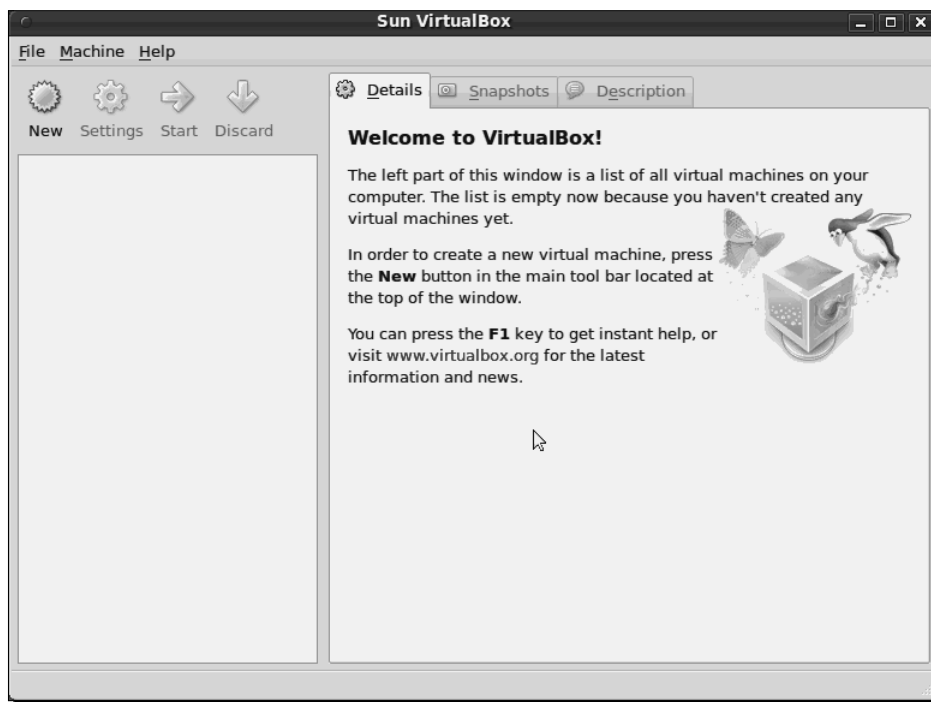 Sun VirtualBox
File Machine Help
New Settings Start Discard
Details Snapshots Description
Welcome to VirtualBox!
The left part of this window is a list of all virtual machines on your
computer. The list is empty now because you haven't created any
virtual machines yet.
In order to create a new virtual machine, press
the New button in the main tool bar located at
the top of the window.
You can press the F1 key to get instant help, or
visit www.virtualbox.org for the latest
information and news.